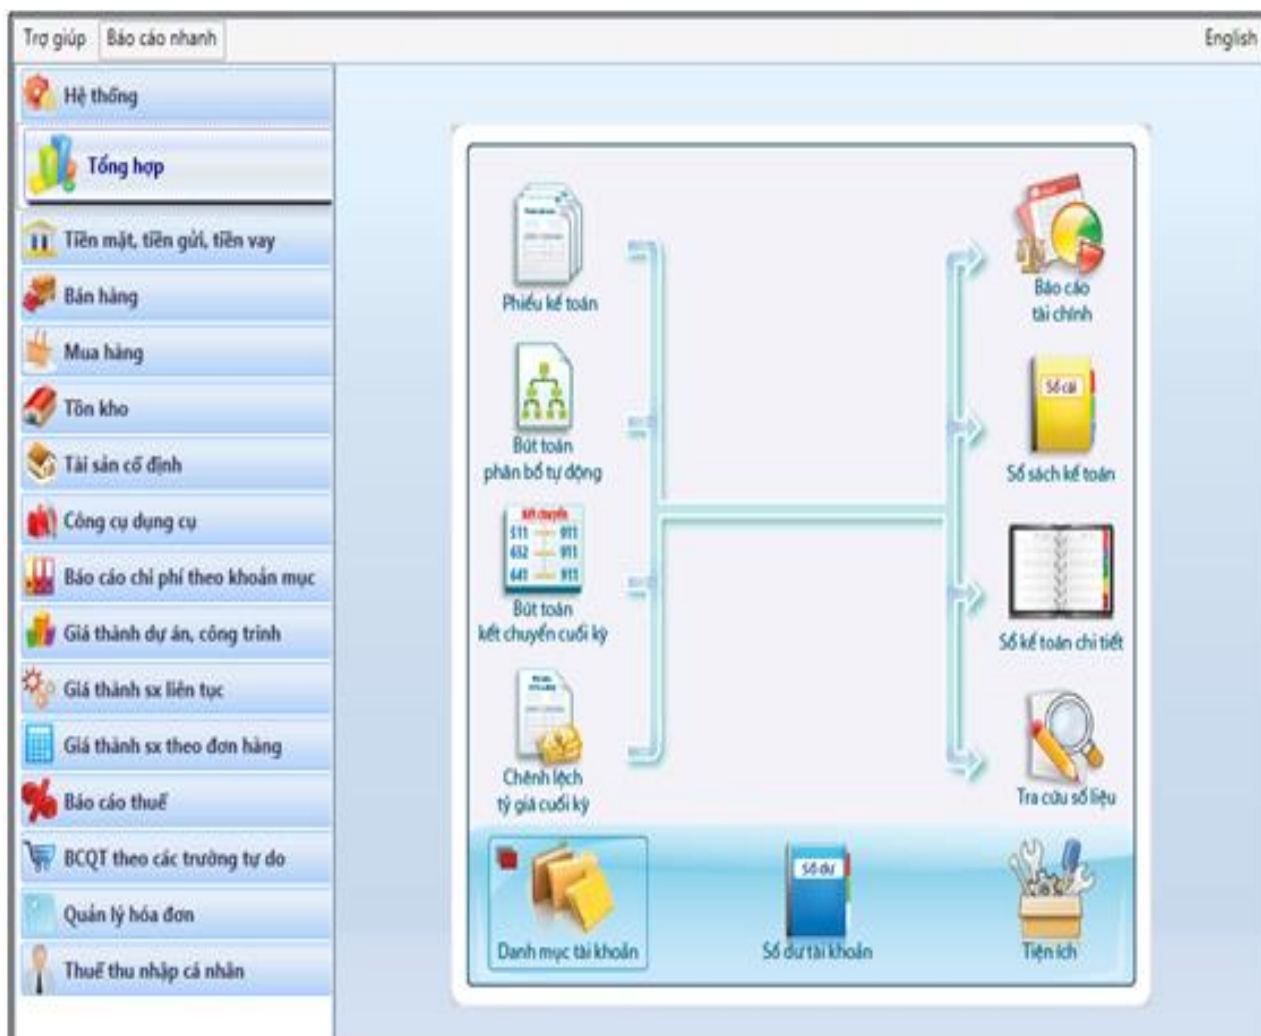 Trợ giúp Báo cáo nhanh English
Hệ thống
Tổng hợp
Tiền mặt, tiền gửi, tiền vay
Bán hàng
Mua hàng
Tồn kho
Tài sản cố định
Công cụ dụng cụ
Báo cáo chi phí theo khoản mục
Giá thành dự án, công trình
Giá thành sx liên tục
Giá thành sx theo đơn hàng
Báo cáo thuế
BCQT theo các trường tự do
Quản lý hóa đơn
Thuế thu nhập cá nhân
Phiếu kế toán
Bút toán
phân bổ tự động
Kết chuyển
511 911
632 911
641 911
Bút toán
kết chuyển cuối kỳ
Chênh lệch
tỷ giá cuối kỳ
Báo cáo
tài chính
Sổ cái
Sổ sách kế toán
Sổ kế toán chi tiết
Tra cứu số liệu
Danh mục tài khoản
Số dư
Số dư tài khoản
Tiện ích